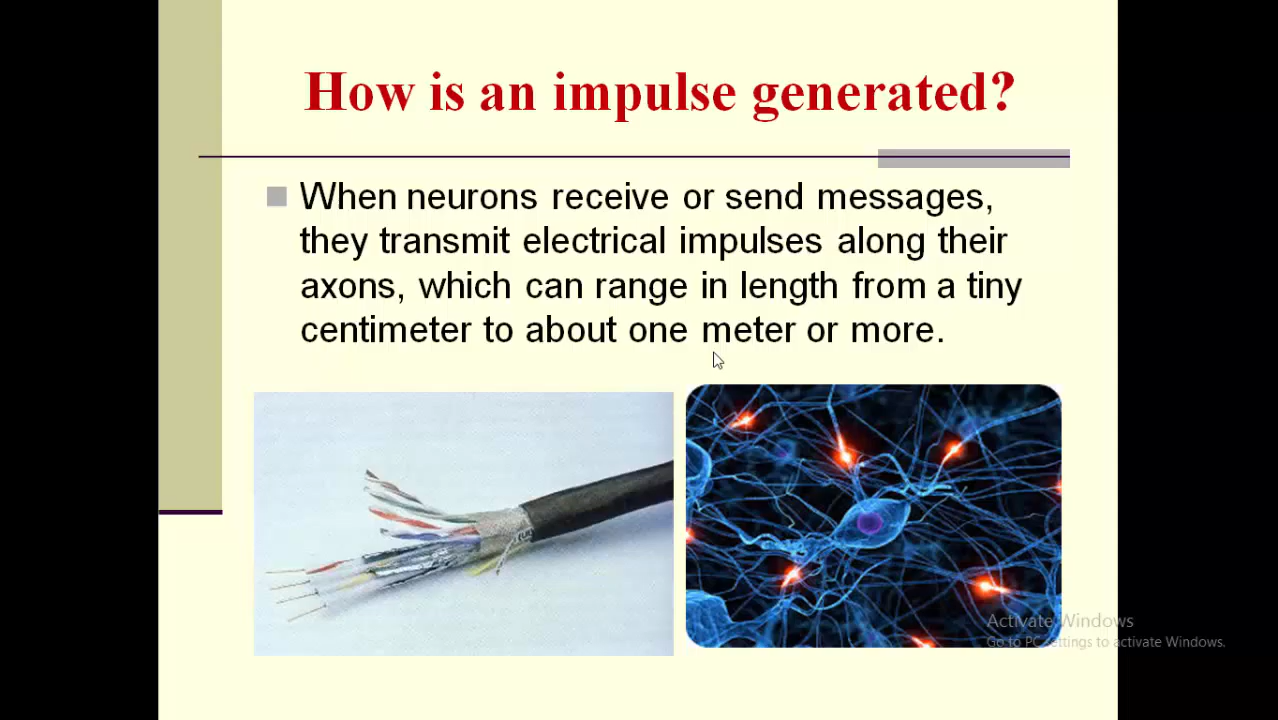 How is an impulse generated?
When neurons receive or send messages,
they transmit electrical impulses along their
axons, which can range in length from a tiny
centimeter to about one meter or more.
Activate Windows
Go to PC settings to activate Windows.